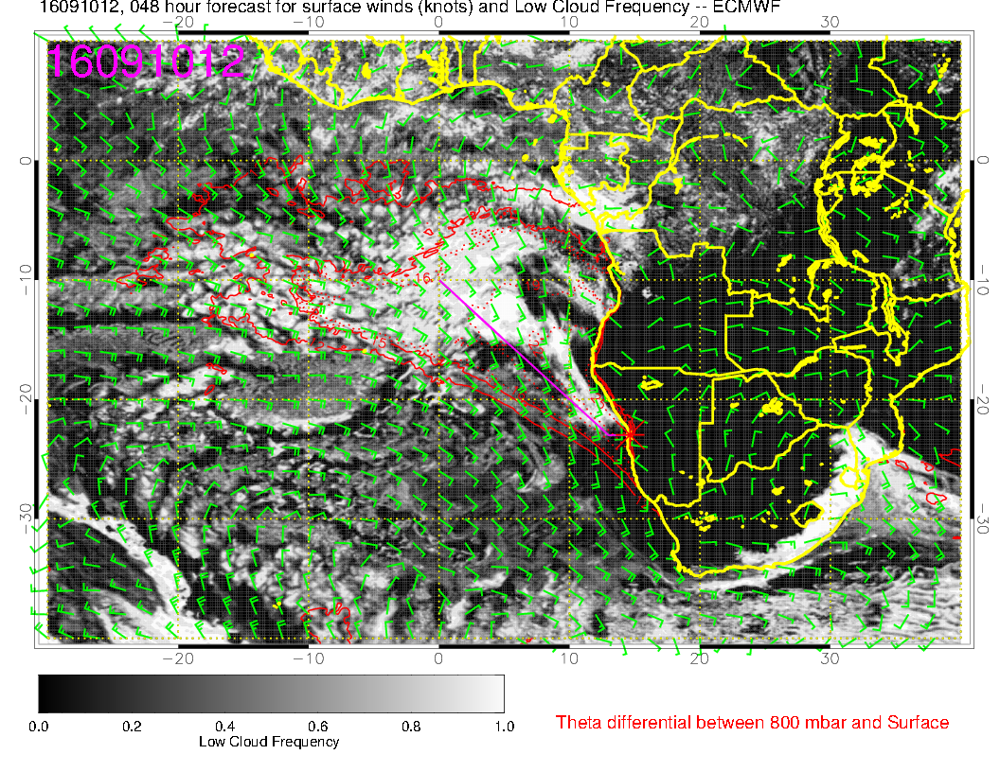 16091012, 048 hour forecast for surface winds (knots) and Low Cloud Frequency -- ECMWF
−20 −10 0 10 20 30
16091012
0 0
−10 −10
−20 −20
−30 −30
−20 −10 0 10 20 30
0.0 0.2 0.4 0.6 0.8 1.0
Low Cloud Frequency
Theta differential between 800 mbar and Surface